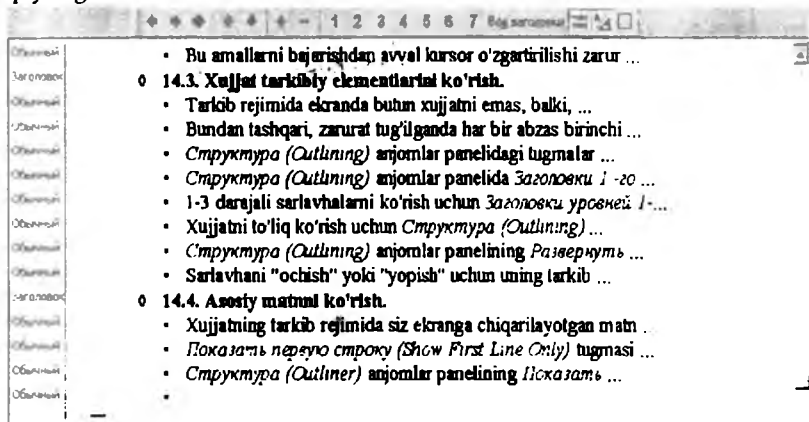 1 2 3 4 5 6 7 Все заголовки
Обычный • Bu amallarni bajarishdan avval kursor o'zgartirilishi zarur ...
Заголовок ◊ 14.3. Xujjat tarkibiy elementlarini ko'rish.
Обычный • Tarkib rejimida ekranda butun xujjatni emas, balki, ...
Обычный • Bundan tashqari, zarurat tug'ilganda har bir abzas birinchi ...
Обычный • Структура (Outlining) anjomlar panelidagi tugmalar ...
Обычный • Структура (Outlining) anjomlar panelida Заголовки 1 -го ...
Обычный • 1-3 darajali sarlavhalarni ko'rish uchun Заголовки уровней 1-...
Обычный • Xujjatni to'liq ko'rish uchun Структура (Outlining) ...
Обычный • Структура (Outlining) anjomlar panelining Развернуть ...
Обычный • Sarlavhani "ochish" yoki "yopish" uchun uning tarkib ...
Заголовок ◊ 14.4. Asosiy matnni ko'rish.
Обычный • Xujjatning tarkib rejimida siz ekranga chiqarilayotgan matn .
Обычный • Показать первую строку (Show First Line Only) tugmasi ...
Обычный • Структура (Outliner) anjomlar panelining Показать ...
Обычный •